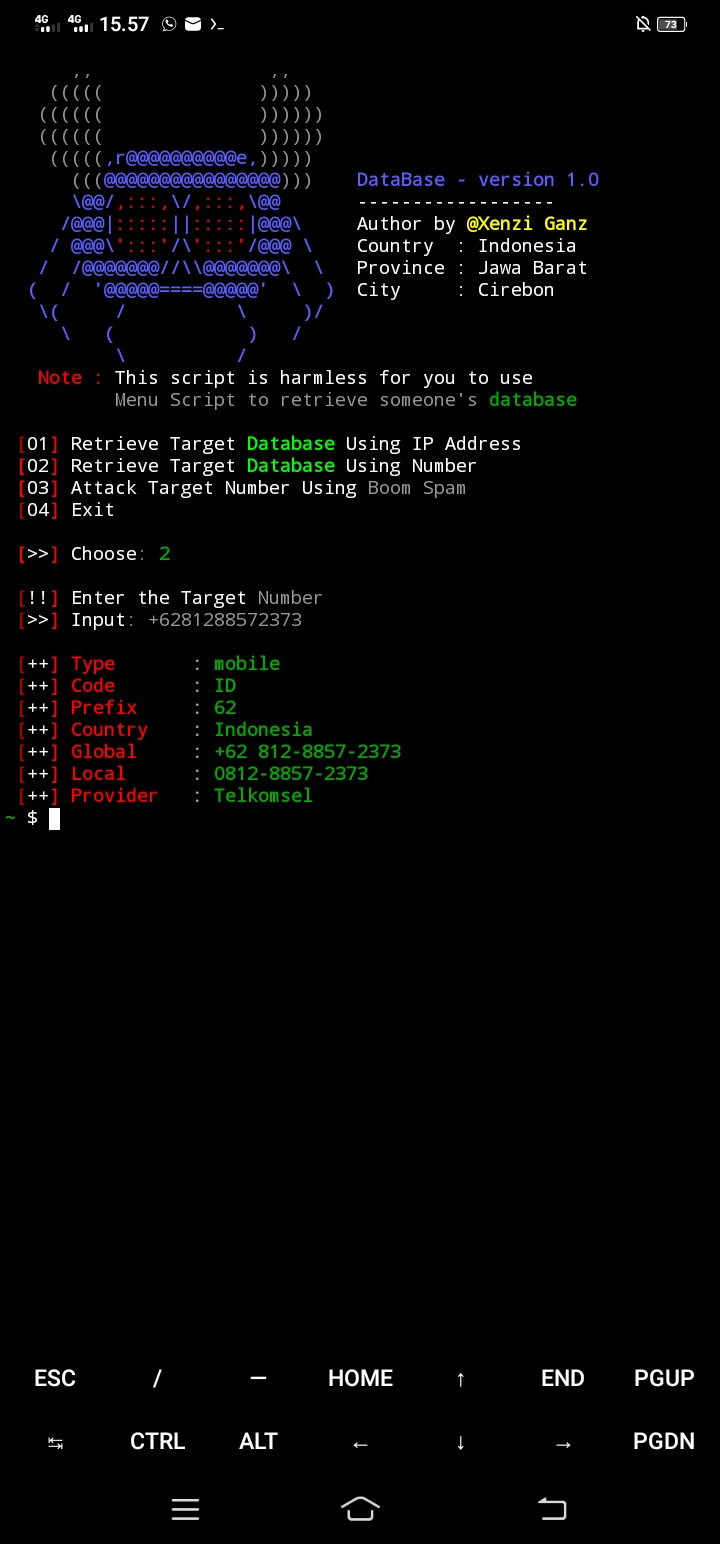 4G 4G 15.57 73
,, ,,
((((( )))))
(((((( ))))))
(((((( ))))))
(((((,r@@@@@@@@@@e,)))))
(((@@@@@@@@@@@@@@@@))) DataBase - version 1.0
\@@/,:::,\/,:::,\@@ ------------------
/@@@|:::::||:::::|@@@\ Author by @Xenzi Ganz
/ @@@\':::'/\':::'/@@@ \ Country : Indonesia
/ /@@@@@@@//\\@@@@@@@\ \ Province : Jawa Barat
( / '@@@@@====@@@@@' \ ) City : Cirebon
\( / \ )/
\ ( ) /
\ /
Note : This script is harmless for you to use
Menu Script to retrieve someone's database
[01] Retrieve Target Database Using IP Address
[02] Retrieve Target Database Using Number
[03] Attack Target Number Using Boom Spam
[04] Exit
[>>] Choose: 2
[!!] Enter the Target Number
[>>] Input: +6281288572373
[++] Type : mobile
[++] Code : ID
[++] Prefix : 62
[++] Country : Indonesia
[++] Global : +62 812-8857-2373
[++] Local : 0812-8857-2373
[++] Provider : Telkomsel
~ $
ESC / — HOME ↑ END PGUP
↹ CTRL ALT ← ↓ → PGDN